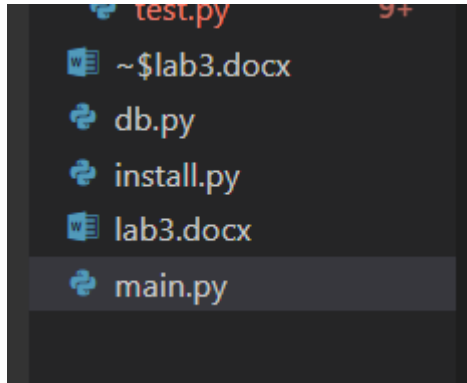 test.py 9+
~$lab3.docx
db.py
install.py
lab3.docx
main.py